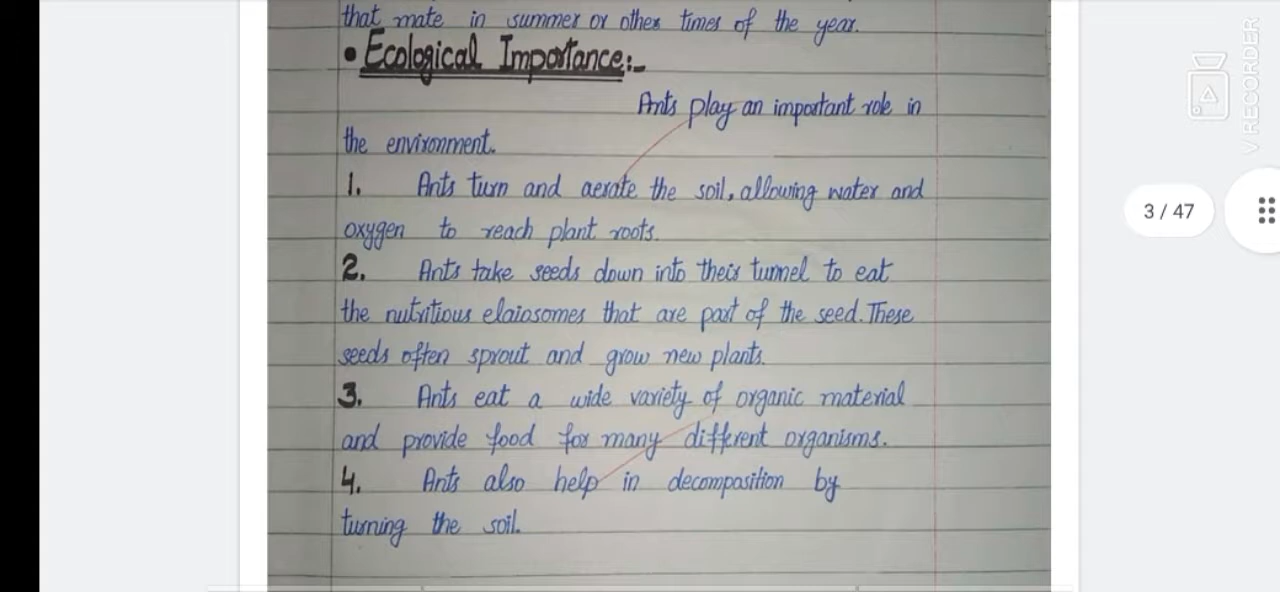 that mate in summer or other times of the year.
• Ecological Importance:-
Ants play an important role in
the environment.
1. Ants turn and aerate the soil, allowing water and
oxygen to reach plant roots.
2. Ants take seeds down into their tunnel to eat
the nutritious elaiosomes that are part of the seed. These
seeds often sprout and grow new plants.
3. Ants eat a wide variety of organic material
and provide food for many different organisms.
4. Ants also help in decomposition by
turning the soil.
3 / 47
V RECORDER